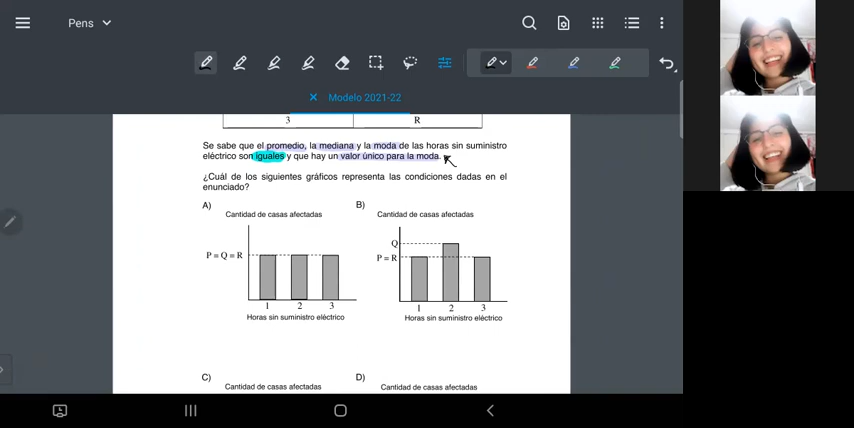 Pens
Modelo 2021-22
3 R
Se sabe que el promedio, la mediana y la moda de las horas sin suministro
eléctrico son iguales y que hay un valor único para la moda.
¿Cuál de los siguientes gráficos representa las condiciones dadas en el
enunciado?
A)
Cantidad de casas afectadas
P = Q = R
1 2 3
Horas sin suministro eléctrico
B)
Cantidad de casas afectadas
Q
P = R
1 2 3
Horas sin suministro eléctrico
C)
Cantidad de casas afectadas
D)
Cantidad de casas afectadas